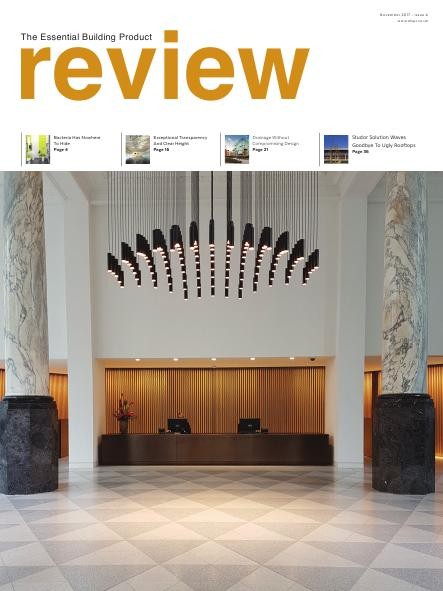 November 2017 - Issue 6
The Essential Building Product
review
Bacteria Has Nowhere
To Hide
Page 4
Exceptional Transparency
And Clear Height
Page 16
Drainage Without
Compromising Design
Page 21
Studor Solution Waves
Goodbye To Ugly Rooftops
Page 36